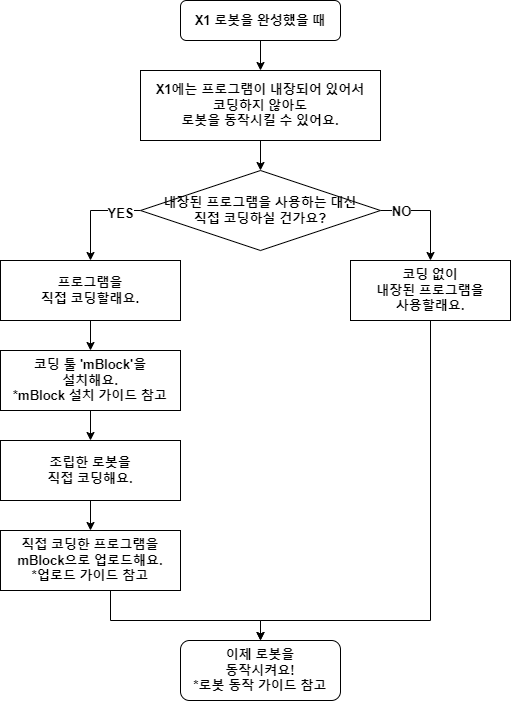 X1 로봇을 완성했을 때
X1에는 프로그램이 내장되어 있어서
코딩하지 않아도
로봇을 동작시킬 수 있어요.
내장된 프로그램을 사용하는 대신
직접 코딩하실 건가요?
YES
NO
프로그램을
직접 코딩할래요.
코딩 없이
내장된 프로그램을
사용할래요.
코딩 툴 'mBlock'을
설치해요.
*mBlock 설치 가이드 참고
조립한 로봇을
직접 코딩해요.
직접 코딩한 프로그램을
mBlock으로 업로드해요.
*업로드 가이드 참고
이제 로봇을
동작시켜요!
*로봇 동작 가이드 참고